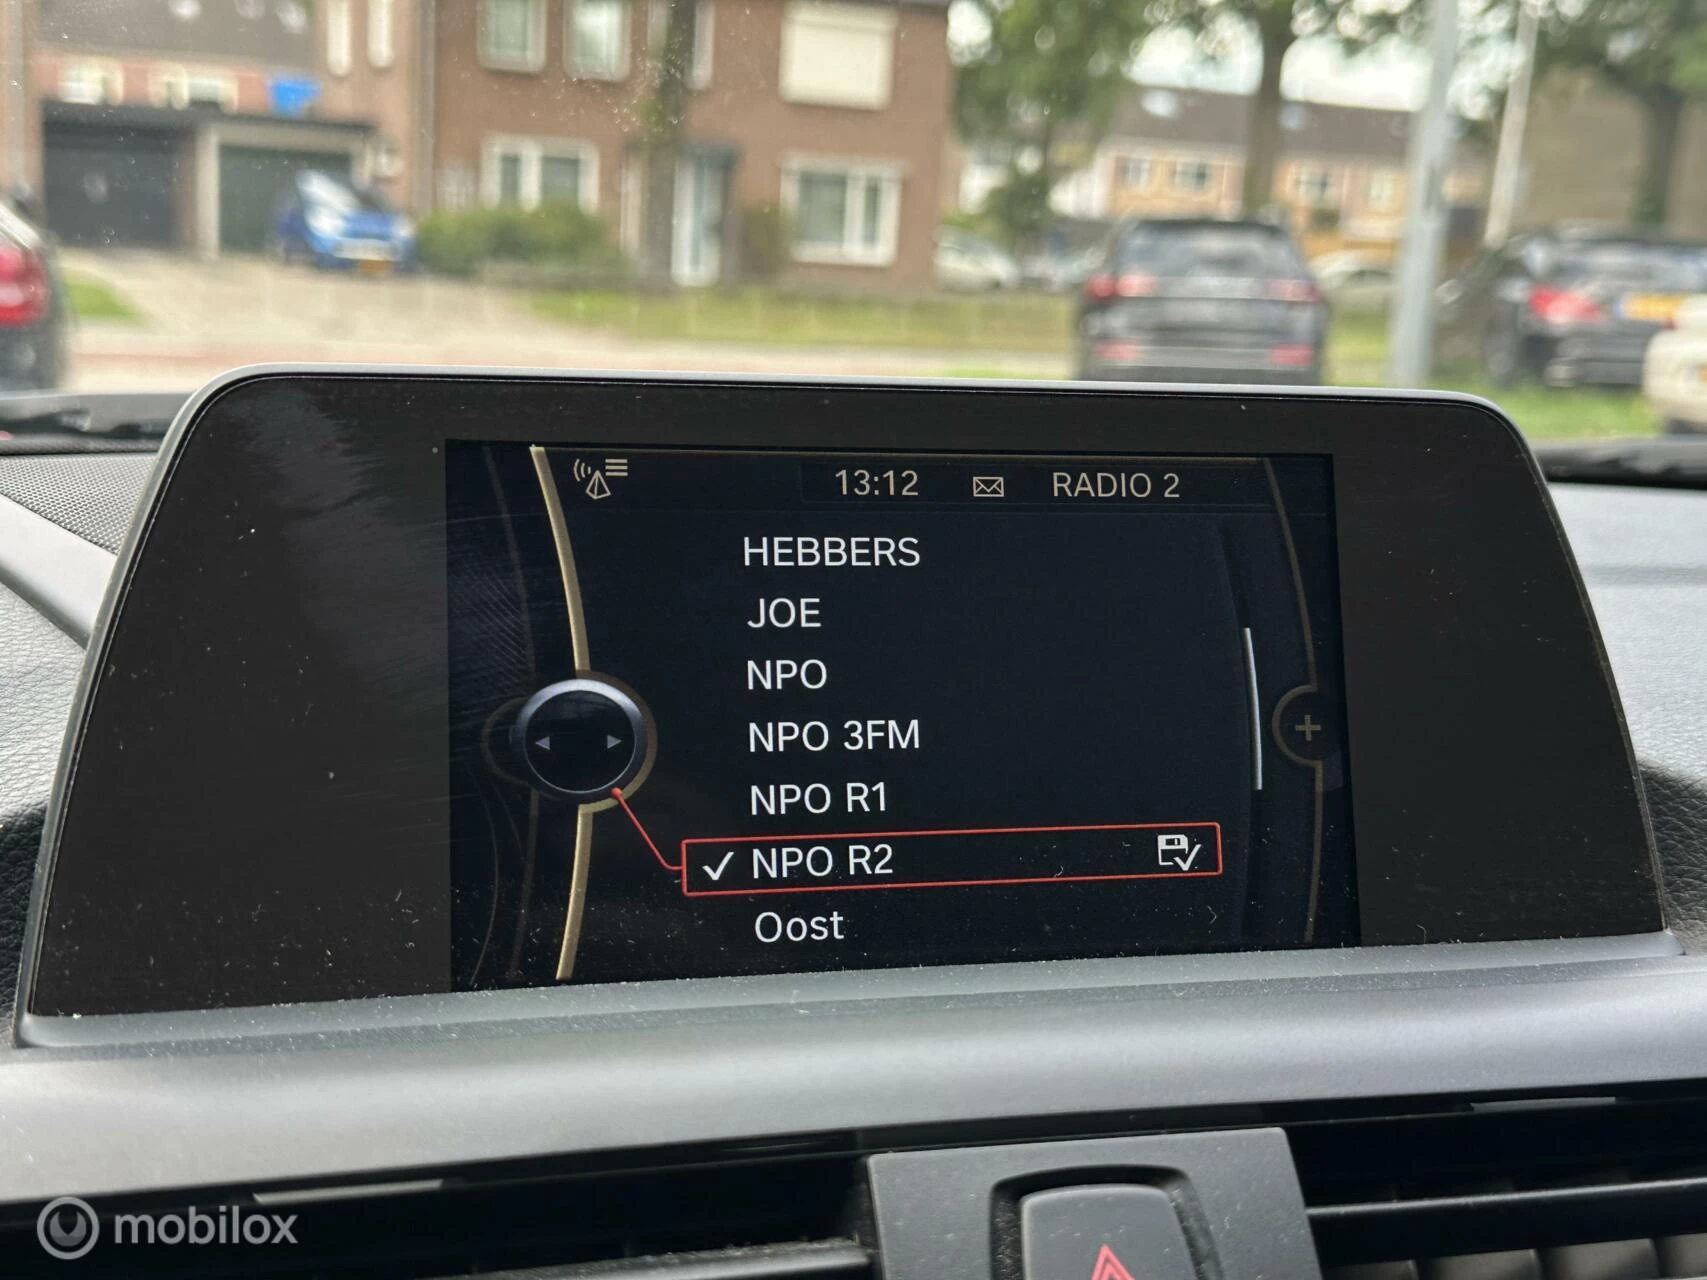 13:12 RADIO 2
HEBBERS
JOE
NPO
NPO 3FM
NPO R1
NPO R2
Oost
mobilox